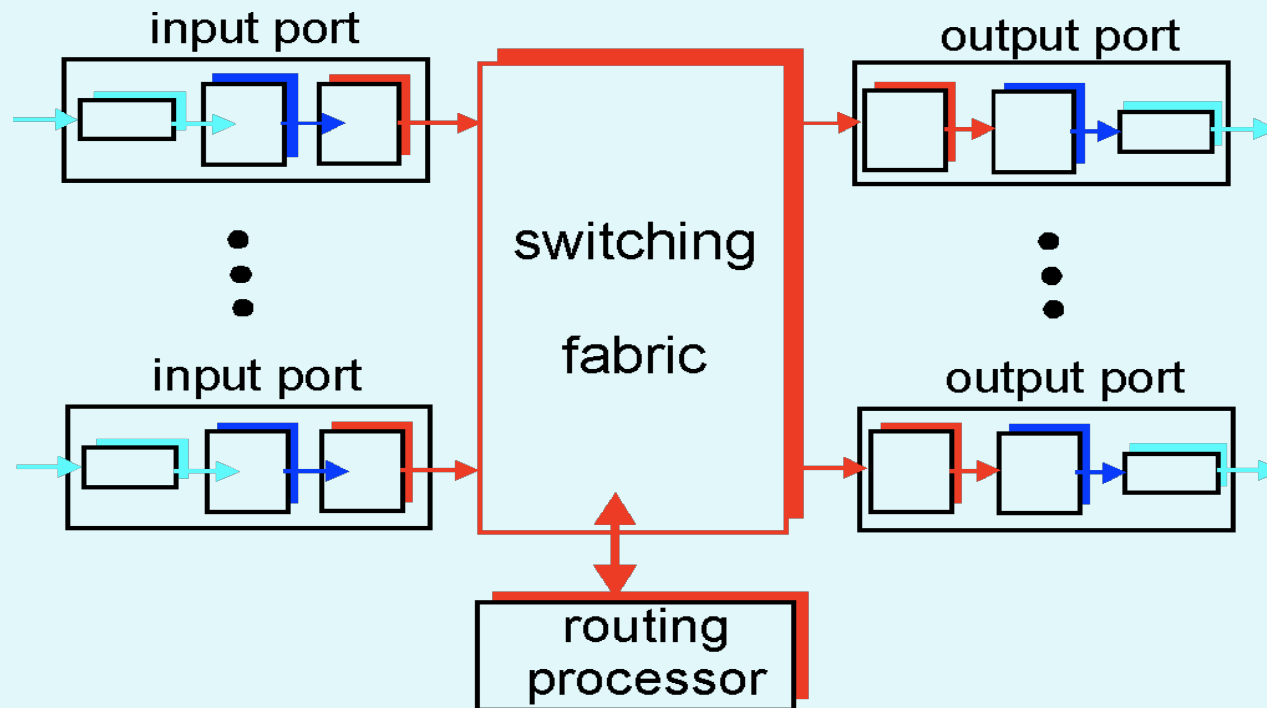 input port
output port
switching
fabric
input port
output port
routing
processor